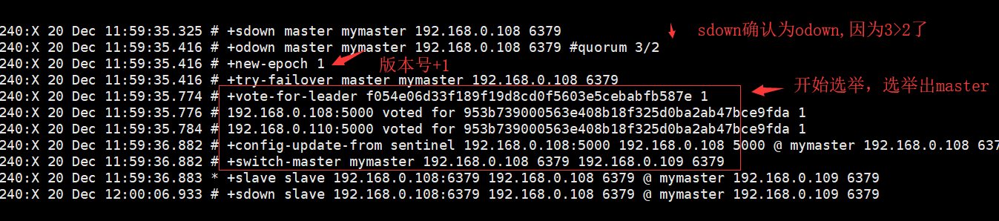 240:X 20 Dec 11:59:35.325 # +sdown master mymaster 192.168.0.108 6379
sdown确认为odown,因为3>2了
240:X 20 Dec 11:59:35.416 # +odown master mymaster 192.168.0.108 6379 #quorum 3/2
240:X 20 Dec 11:59:35.416 # +new-epoch 1
版本号+1
240:X 20 Dec 11:59:35.416 # +try-failover master mymaster 192.168.0.108 6379
开始选举，选举出master
240:X 20 Dec 11:59:35.774 # +vote-for-leader f054e06d33f189f19d8cd0f5603e5cebabfb587e 1
240:X 20 Dec 11:59:35.776 # 192.168.0.108:5000 voted for 953b739000563e408b18f325d0ba2ab47bce9fda 1
240:X 20 Dec 11:59:35.784 # 192.168.0.110:5000 voted for 953b739000563e408b18f325d0ba2ab47bce9fda 1
240:X 20 Dec 11:59:36.882 # +config-update-from sentinel 192.168.0.108:5000 192.168.0.108 5000 @ mymaster 192.168.0.108 637
240:X 20 Dec 11:59:36.882 # +switch-master mymaster 192.168.0.108 6379 192.168.0.109 6379
240:X 20 Dec 11:59:36.883 * +slave slave 192.168.0.108:6379 192.168.0.108 6379 @ mymaster 192.168.0.109 6379
240:X 20 Dec 12:00:06.933 # +sdown slave 192.168.0.108:6379 192.168.0.108 6379 @ mymaster 192.168.0.109 6379